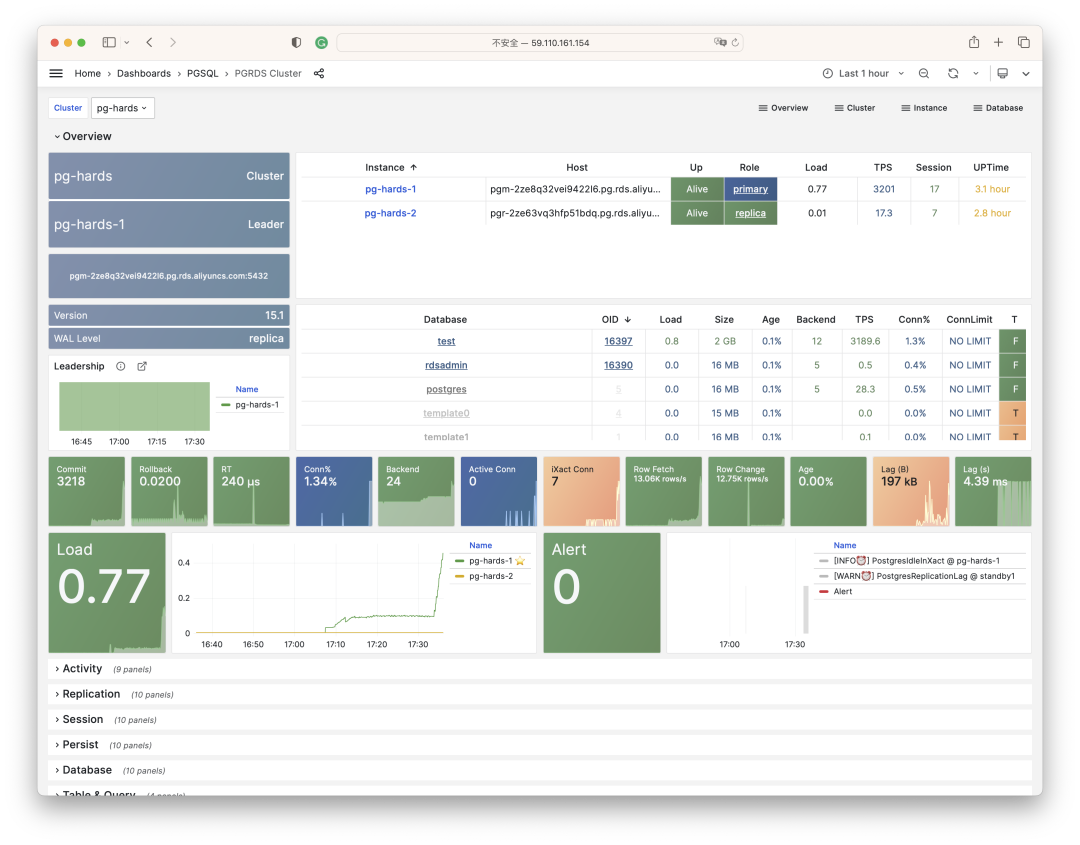 不安全 — 59.110.161.154
Home › Dashboards › PGSQL › PGRDS Cluster
Last 1 hour
Cluster pg-hards
Overview Cluster Instance Database
Overview
pg-hards Cluster
pg-hards-1 Leader
pgm-2ze8q32vei9422l6.pg.rds.aliyuncs.com:5432
Version 15.1
WAL Level replica
Leadership
16:45 17:00 17:15 17:30
Name
pg-hards-1
Instance ↑ Host Up Role Load TPS Session UPTime
pg-hards-1 pgm-2ze8q32vei9422l6.pg.rds.aliyu... Alive primary 0.77 3201 17 3.1 hour
pg-hards-2 pgr-2ze63vq3hfp51bdq.pg.rds.aliyu... Alive replica 0.01 17.3 7 2.8 hour
Database OID ↓ Load Size Age Backend TPS Conn% ConnLimit T
test 16397 0.8 2 GB 0.1% 12 3189.6 1.3% NO LIMIT F
rdsadmin 16390 0.0 16 MB 0.1% 5 0.5 0.4% NO LIMIT F
postgres 5 0.0 16 MB 0.1% 5 28.3 0.5% NO LIMIT F
template0 4 0.0 15 MB 0.1% 0.0 0.0% NO LIMIT T
template1 1 0.0 16 MB 0.1% 0.1 0.0% NO LIMIT T
Commit
3218
Rollback
0.0200
RT
240 µs
Conn%
1.34%
Backend
24
Active Conn
0
iXact Conn
7
Row Fetch
13.06K rows/s
Row Change
12.75K rows/s
Age
0.00%
Lag (B)
197 kB
Lag (s)
4.39 ms
Load
0.77
0.4
0.2
0
16:40 16:50 17:00 17:10 17:20 17:30
Name
pg-hards-1 ⭐
pg-hards-2
Alert
0
17:00 17:30
Name
[INFO⏰] PostgresIdleInXact @ pg-hards-1
[WARN⏰] PostgresReplicationLag @ standby1
Alert
Activity (9 panels)
Replication (10 panels)
Session (10 panels)
Persist (10 panels)
Database (10 panels)
Table & Query (4 panels)